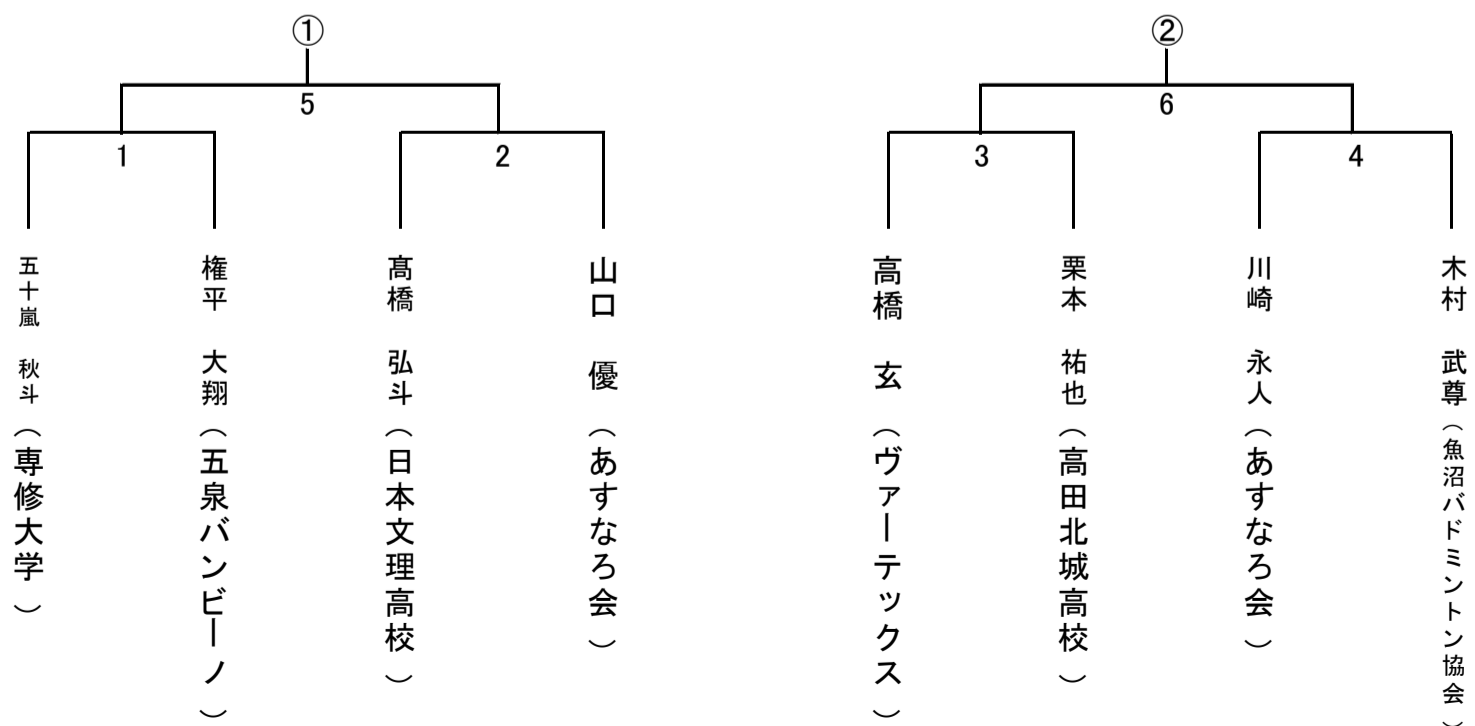 ①
②
5
6
1
2
3
4
五十嵐 秋斗（専修大学）
権平 大翔（五泉バンビーノ）
髙橋 弘斗（日本文理高校）
山口 優（あすなろ会）
高橋 玄（ヴァーテックス）
栗本 祐也（高田北城高校）
川崎 永人（あすなろ会）
木村 武尊（魚沼バドミントン協会）